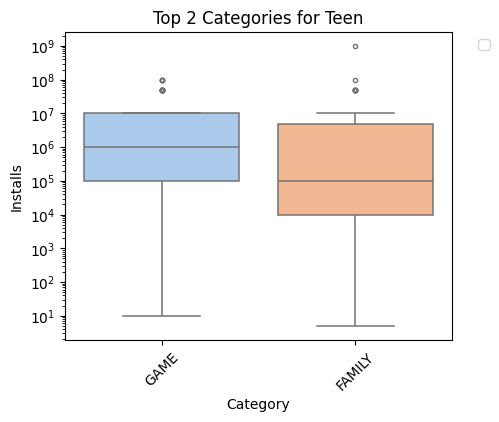 Top 2 Categories for Teen
Installs
10⁹
10⁸
10⁷
10⁶
10⁵
10⁴
10³
10²
10¹
GAME
FAMILY
Category